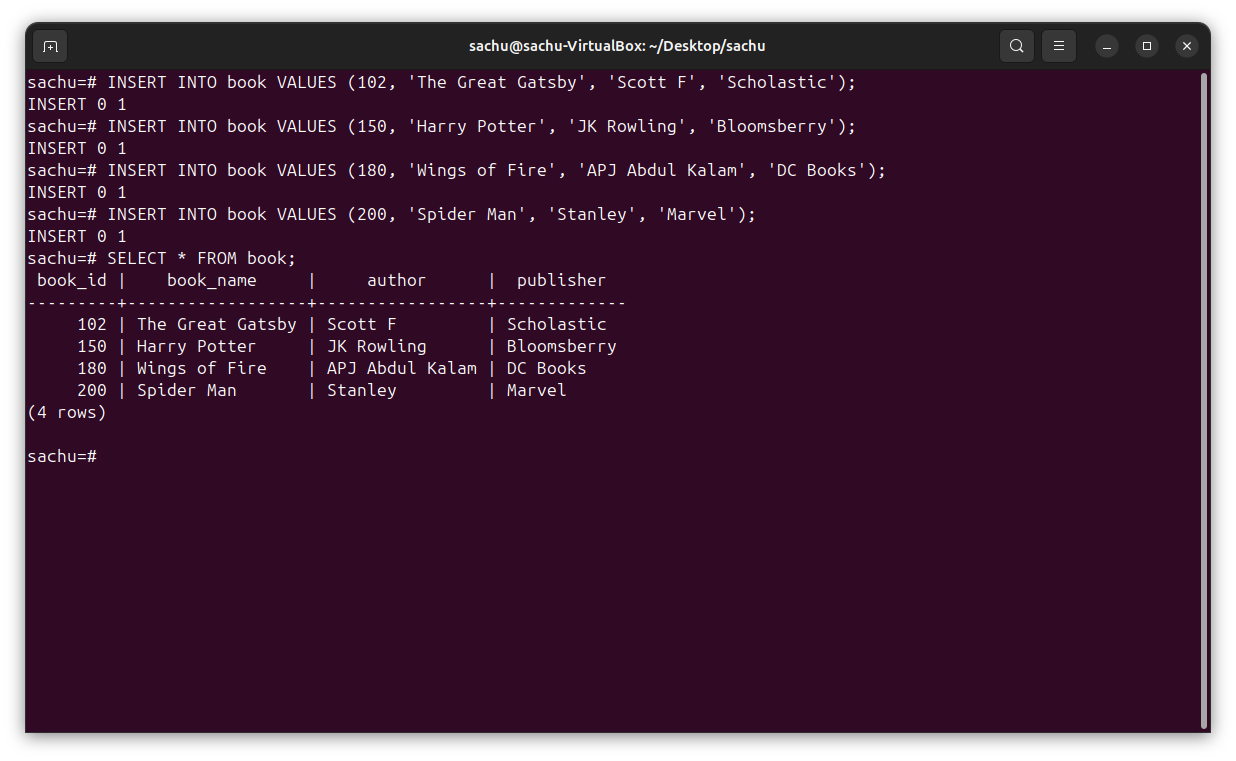 sachu@sachu-VirtualBox: ~/Desktop/sachu
sachu=# INSERT INTO book VALUES (102, 'The Great Gatsby', 'Scott F', 'Scholastic');
INSERT 0 1
sachu=# INSERT INTO book VALUES (150, 'Harry Potter', 'JK Rowling', 'Bloomsberry');
INSERT 0 1
sachu=# INSERT INTO book VALUES (180, 'Wings of Fire', 'APJ Abdul Kalam', 'DC Books');
INSERT 0 1
sachu=# INSERT INTO book VALUES (200, 'Spider Man', 'Stanley', 'Marvel');
INSERT 0 1
sachu=# SELECT * FROM book;
 book_id |    book_name     |     author      |  publisher
---------+------------------+-----------------+-------------
     102 | The Great Gatsby | Scott F         | Scholastic
     150 | Harry Potter     | JK Rowling      | Bloomsberry
     180 | Wings of Fire    | APJ Abdul Kalam | DC Books
     200 | Spider Man       | Stanley         | Marvel
(4 rows)

sachu=#